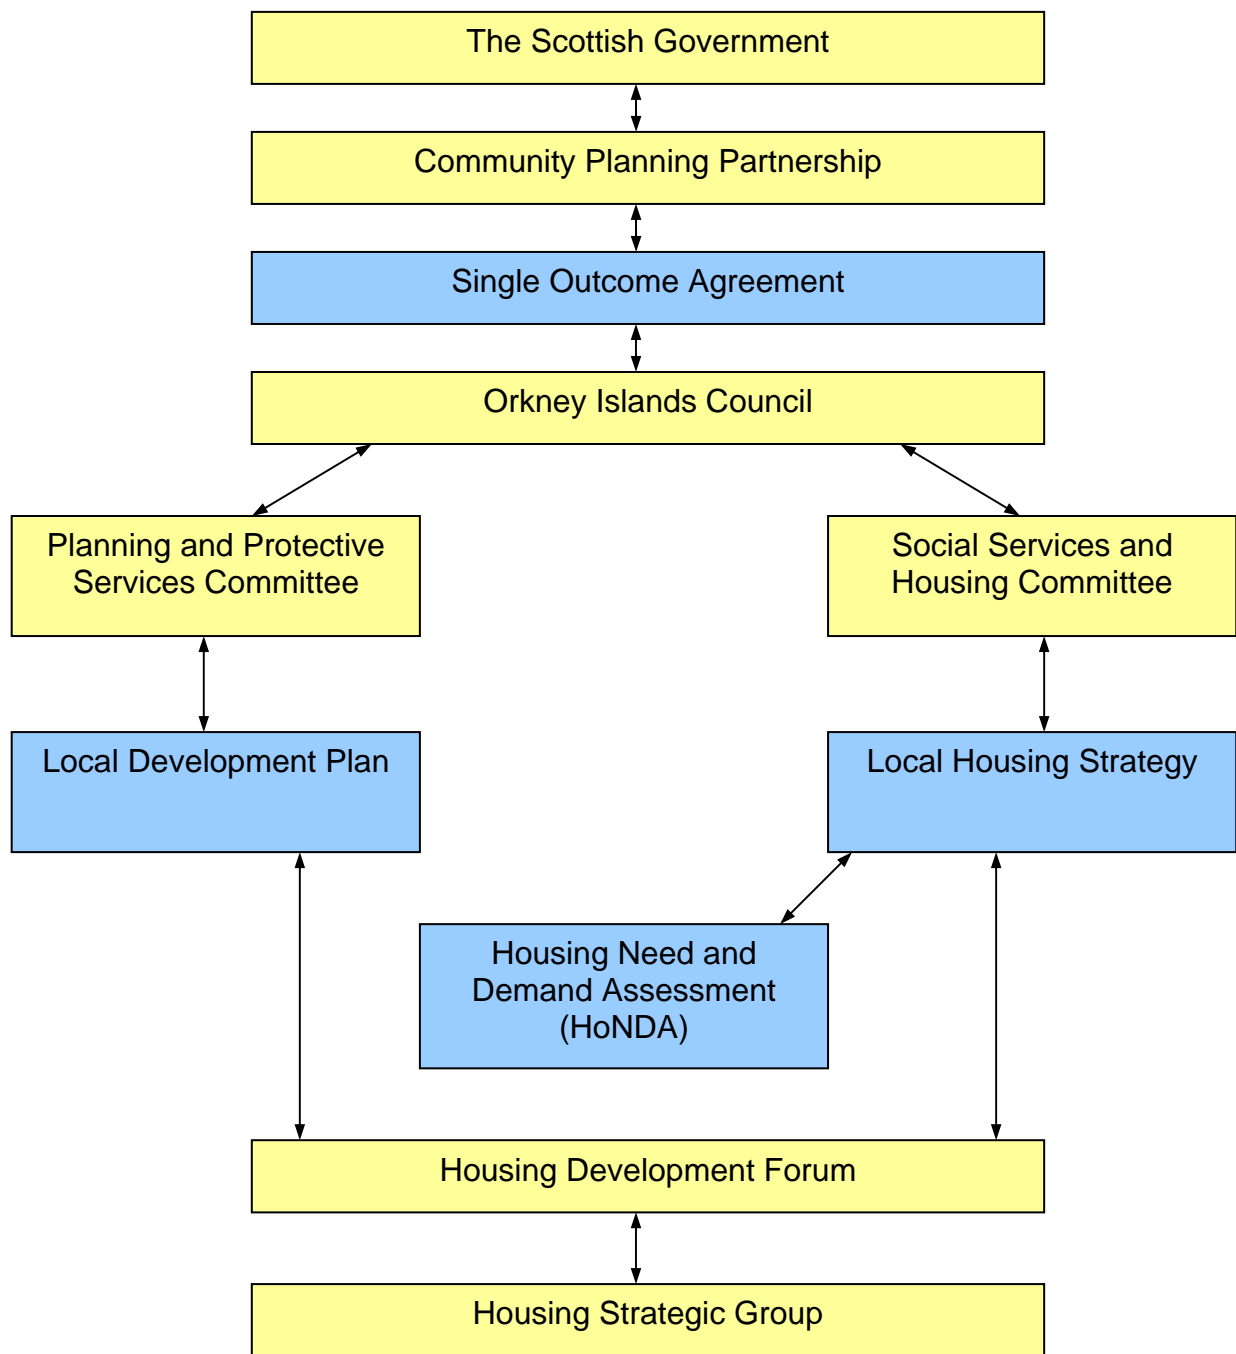 The Scottish Government
Community Planning Partnership
Single Outcome Agreement
Orkney Islands Council
Planning and Protective
Services Committee
Social Services and
Housing Committee
Local Development Plan
Local Housing Strategy
Housing Need and
Demand Assessment
(HoNDA)
Housing Development Forum
Housing Strategic Group